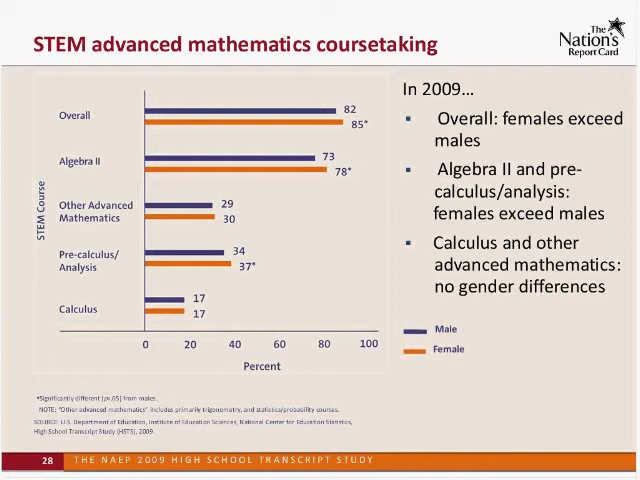 STEM advanced mathematics coursetaking
The
Nation's
Report Card
STEM Course
Overall
82
85*
Algebra II
73
78*
Other Advanced
Mathematics
29
30
Pre-calculus/
Analysis
34
37*
Calculus
17
17
0 20 40 60 80 100
Percent
In 2009...
▪ Overall: females exceed
males
▪ Algebra II and pre-
calculus/analysis:
females exceed males
▪ Calculus and other
advanced mathematics:
no gender differences
Male
Female
*Significantly different (p<.05) from males.
NOTE: "Other advanced mathematics" includes primarily trigonometry, and statistics/probability courses.
SOURCE: U.S. Department of Education, Institute of Education Sciences, National Center for Education Statistics,
High School Transcript Study (HSTS), 2009.
28 THE NAEP 2009 HIGH SCHOOL TRANSCRIPT STUDY